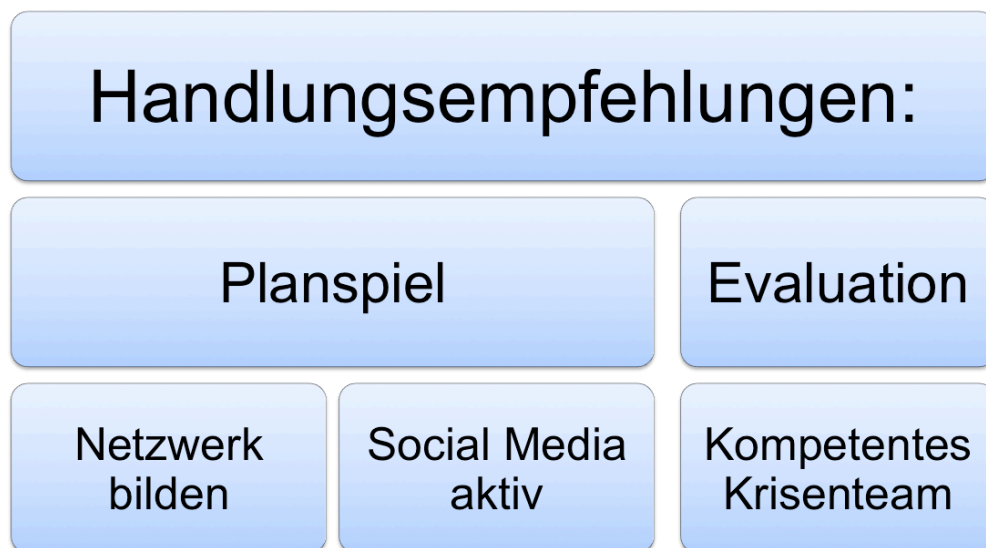 Handlungsempfehlungen:
Planspiel
Evaluation
Netzwerk
bilden
Social Media
aktiv
Kompetentes
Krisenteam